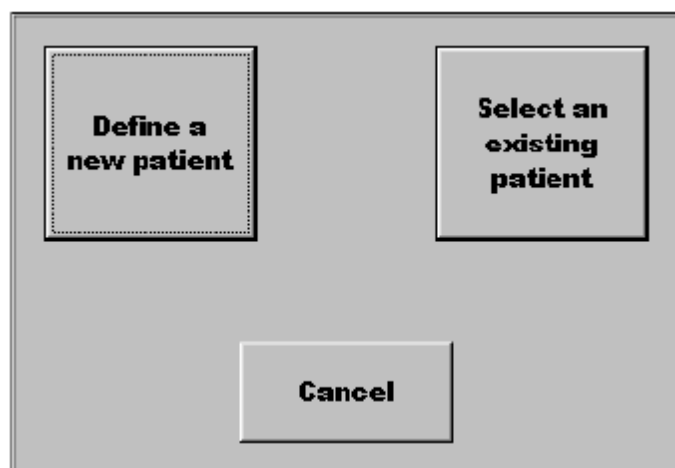 Define a
new patient
Select an
existing
patient
Cancel